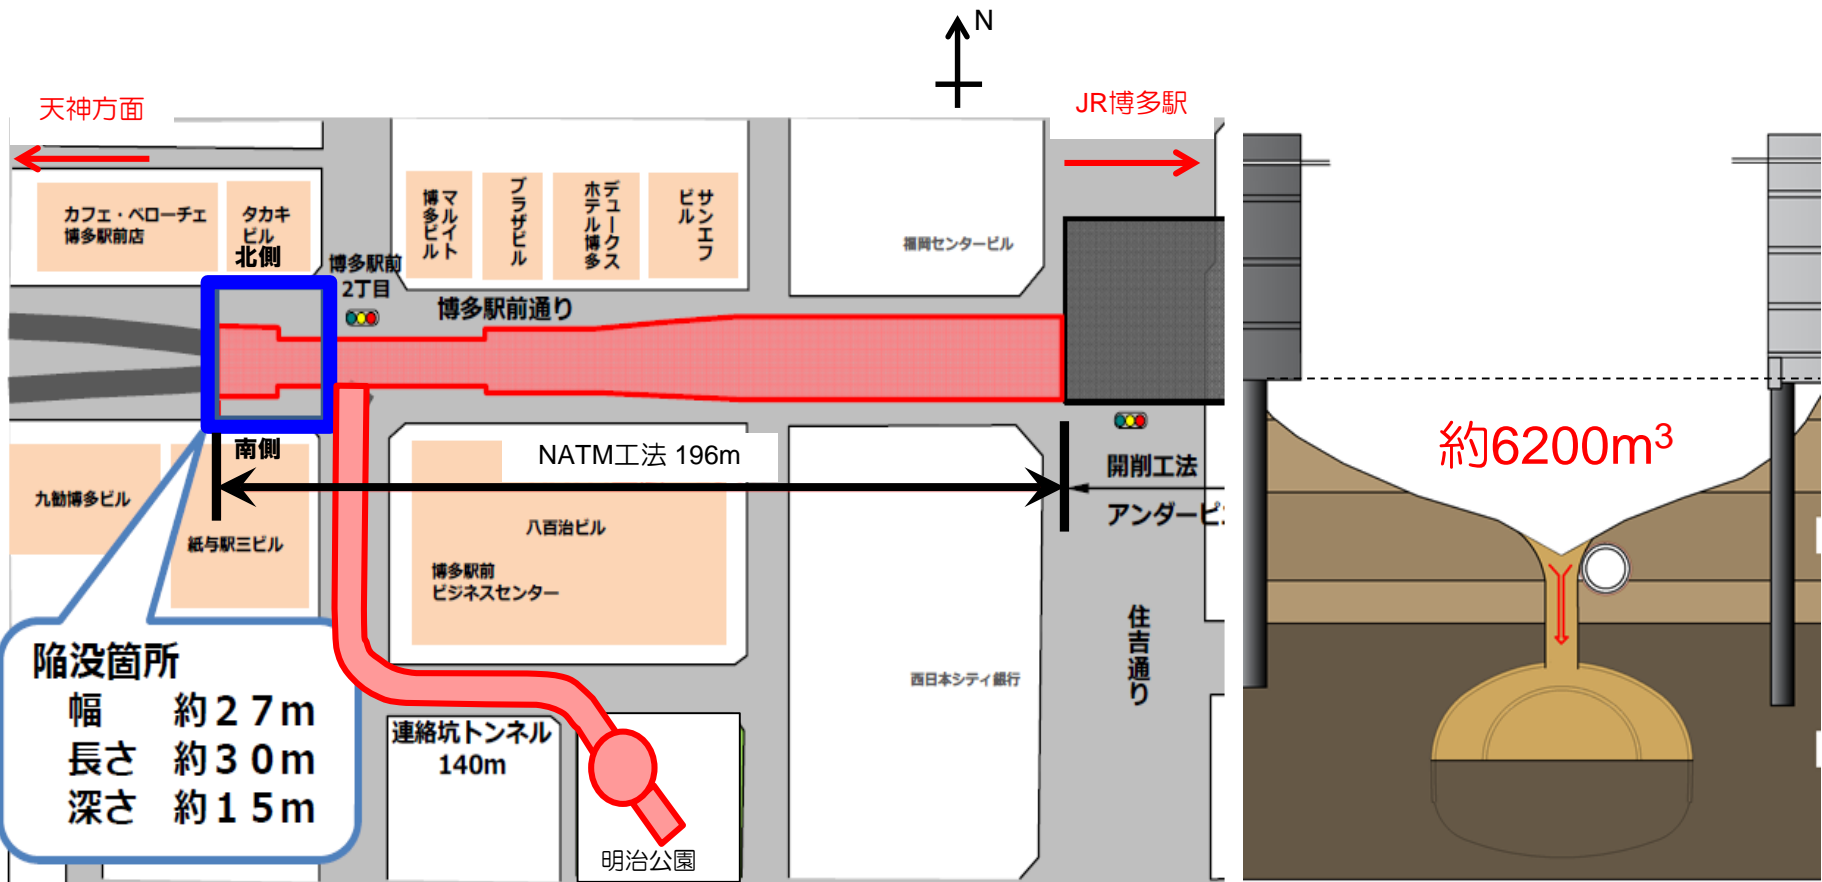 N
天神方面
JR博多駅
カフェ・ベローチェ
博多駅前店
タカキ
ビル
北側
博多駅前
2丁目
マルイト
博多ビル
プラザビル
デュークス
ホテル博多
サンエフ
ビル
福岡センタービル
博多駅前通り
南側
NATM工法 196m
開削工法
アンダーピ
九勧博多ビル
紙与駅三ビル
八百治ビル
博多駅前
ビジネスセンター
住吉通り
西日本シティ銀行
陥没箇所
幅 約27m
長さ 約30m
深さ 約15m
連絡坑トンネル
140m
明治公園
約6200m³